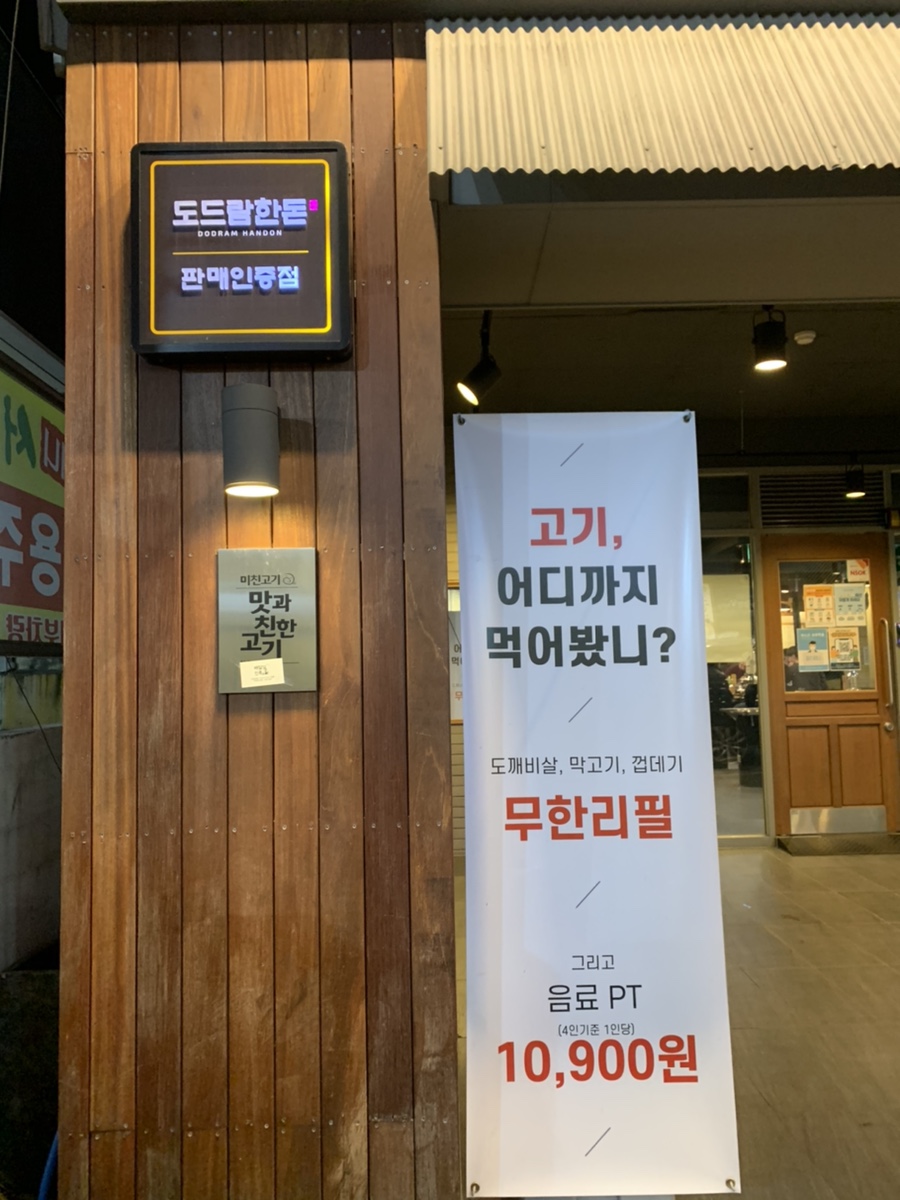 도드람한돈
DODRAM HANDON
판매인증점
미친고기
맛과
친한
고기
고기,
어디까지
먹어봤니?
도깨비살, 막고기, 껍데기
무한리필
그리고
음료 PT
(4인기준 1인당)
10,900원